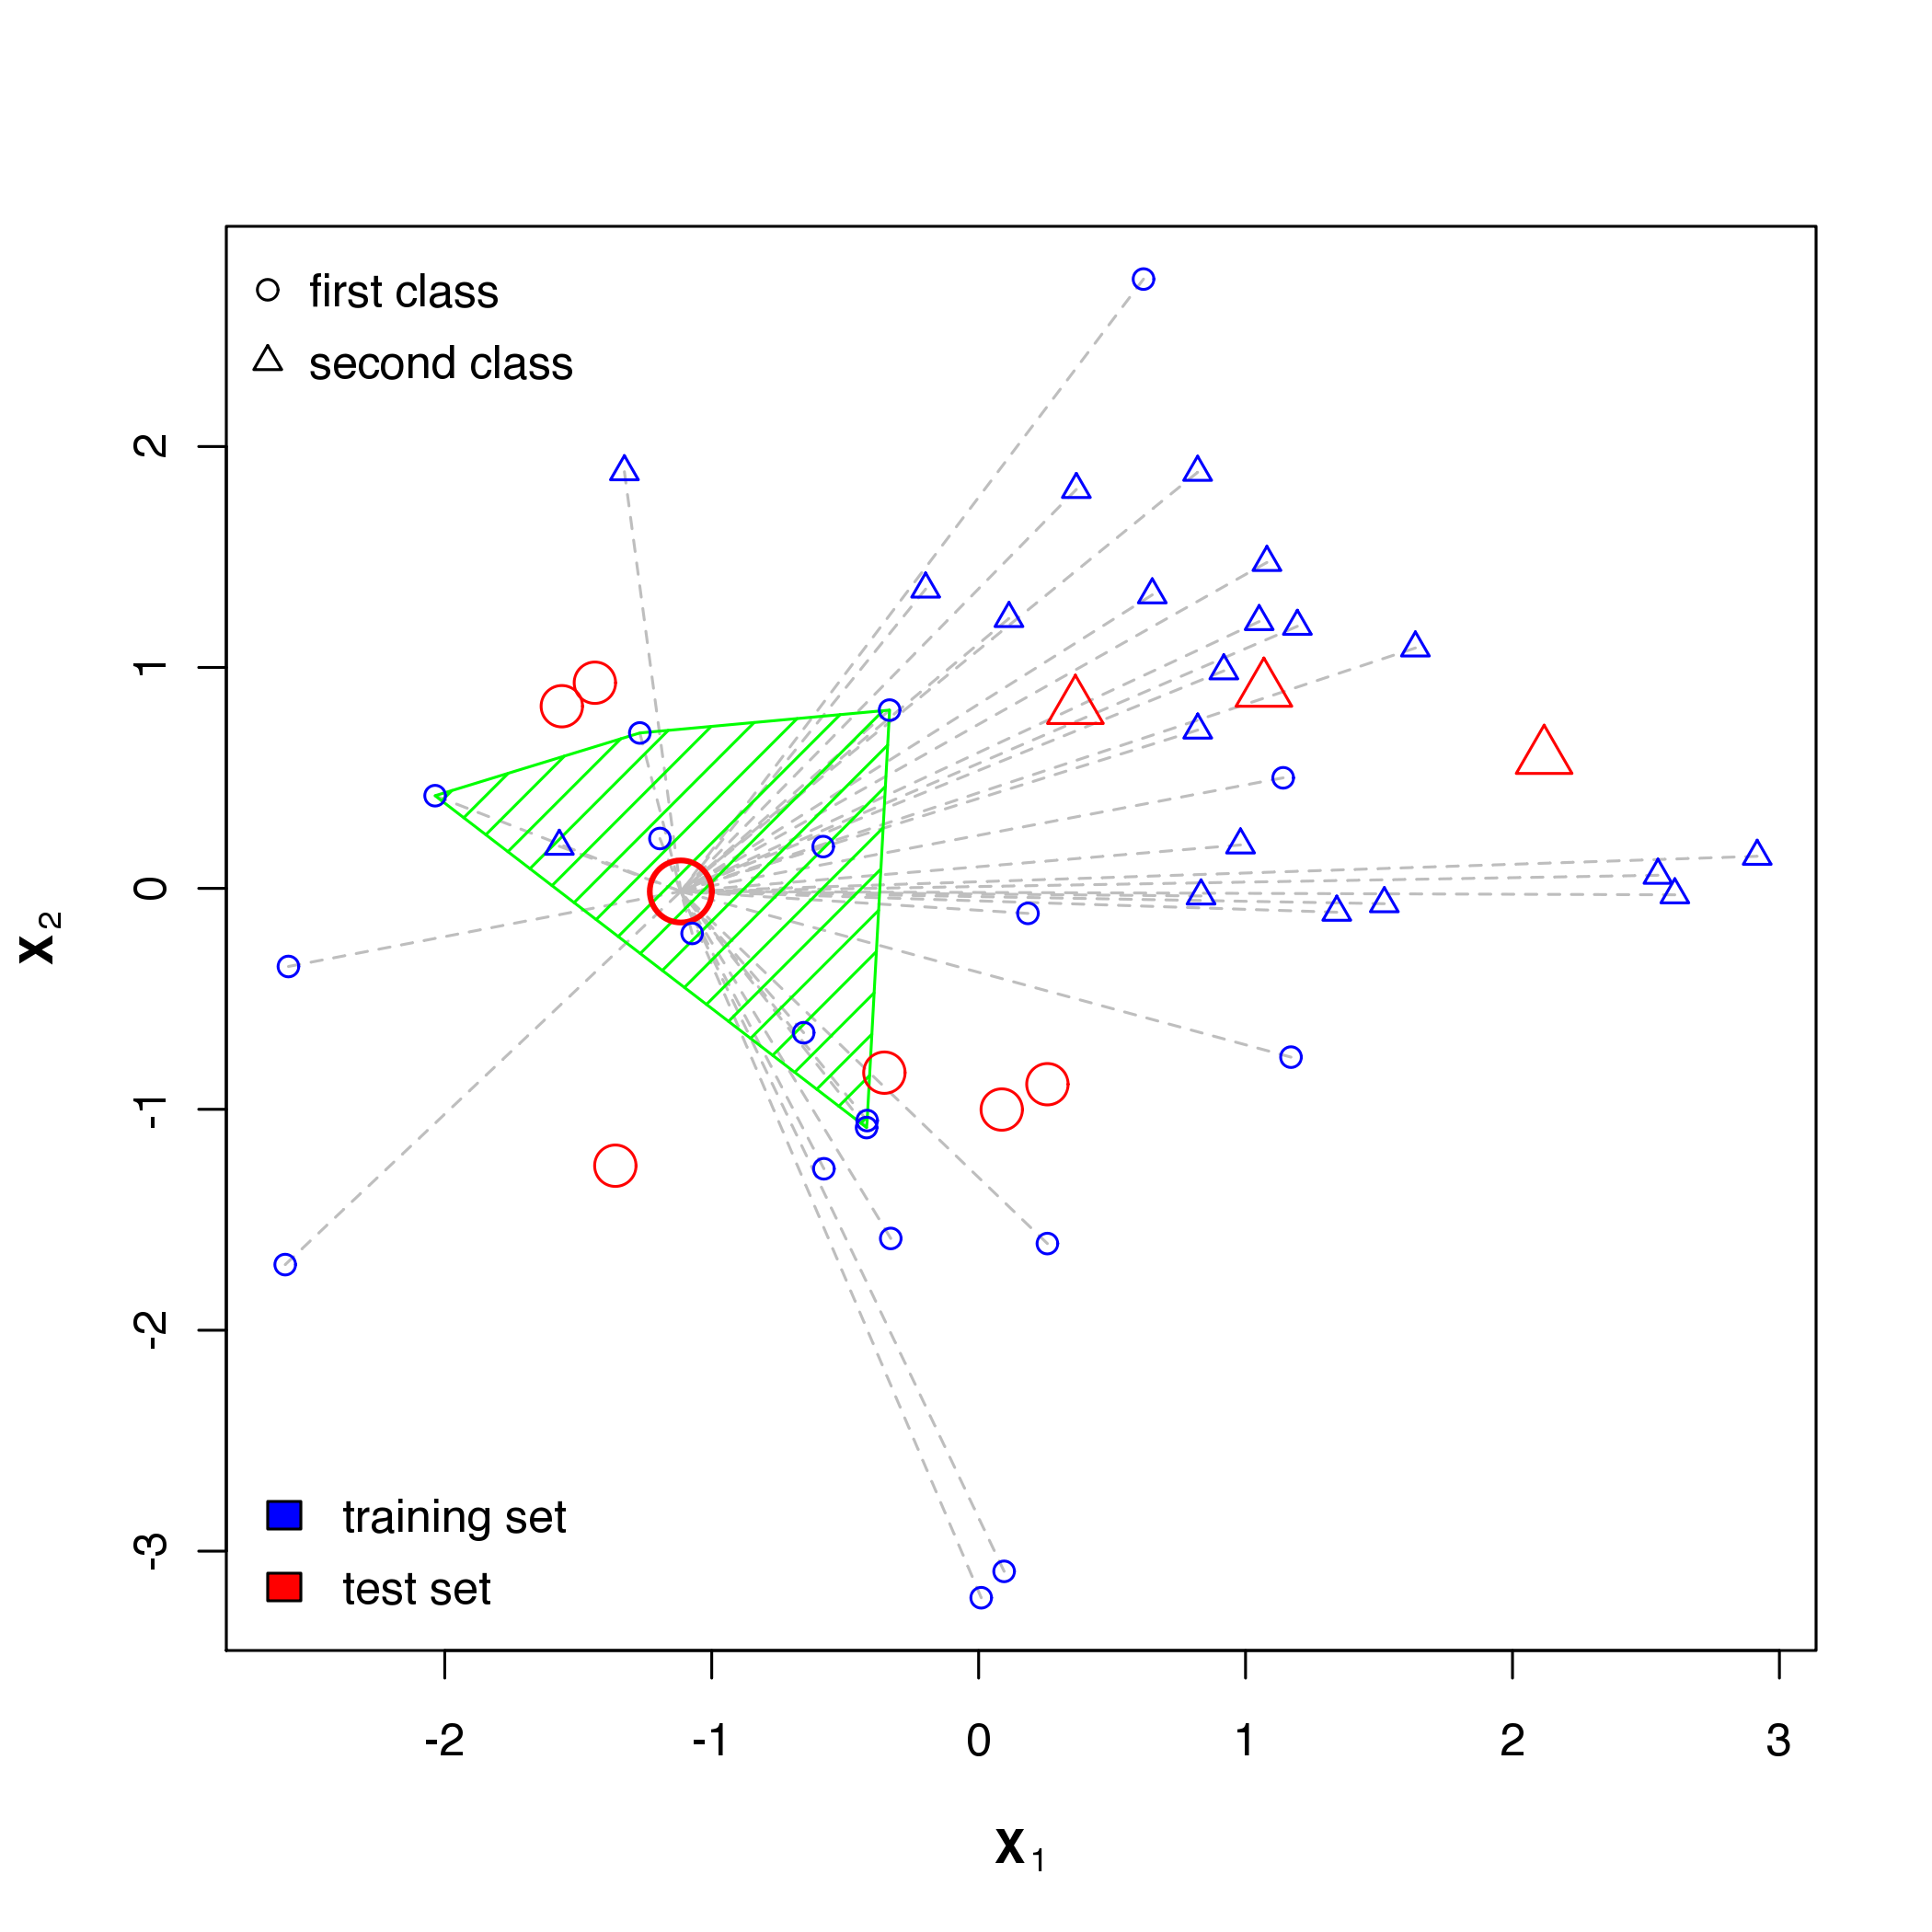 first class
second class
2
1
0
-1
-2
-3
x2
training set
test set
-2 -1 0 1 2 3
x1